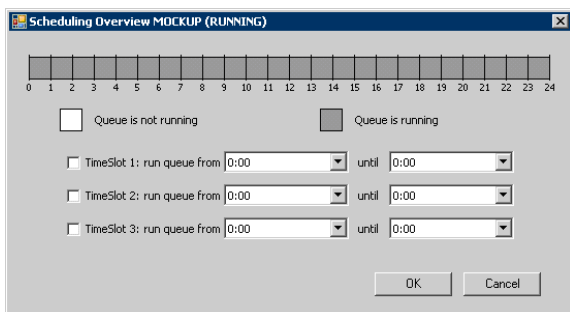 Scheduling Overview MOCKUP (RUNNING)
0 1 2 3 4 5 6 7 8 9 10 11 12 13 14 15 16 17 18 19 20 21 22 23 24
Queue is not running Queue is running
TimeSlot 1: run queue from 0:00 until 0:00
TimeSlot 2: run queue from 0:00 until 0:00
TimeSlot 3: run queue from 0:00 until 0:00
OK Cancel